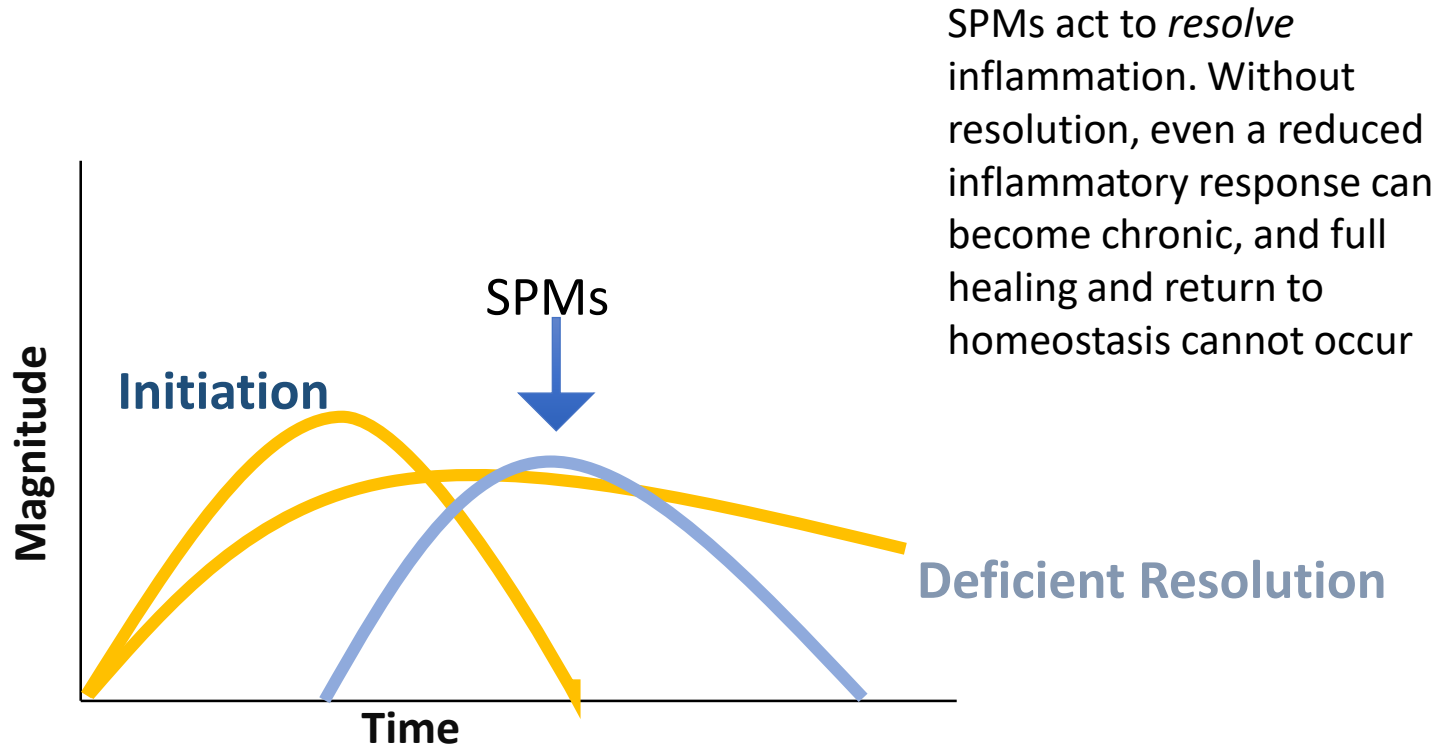 SPMs act to resolve
inflammation. Without
resolution, even a reduced
inflammatory response can
become chronic, and full
healing and return to
homeostasis cannot occur
SPMs
Initiation
Magnitude
Deficient Resolution
Time